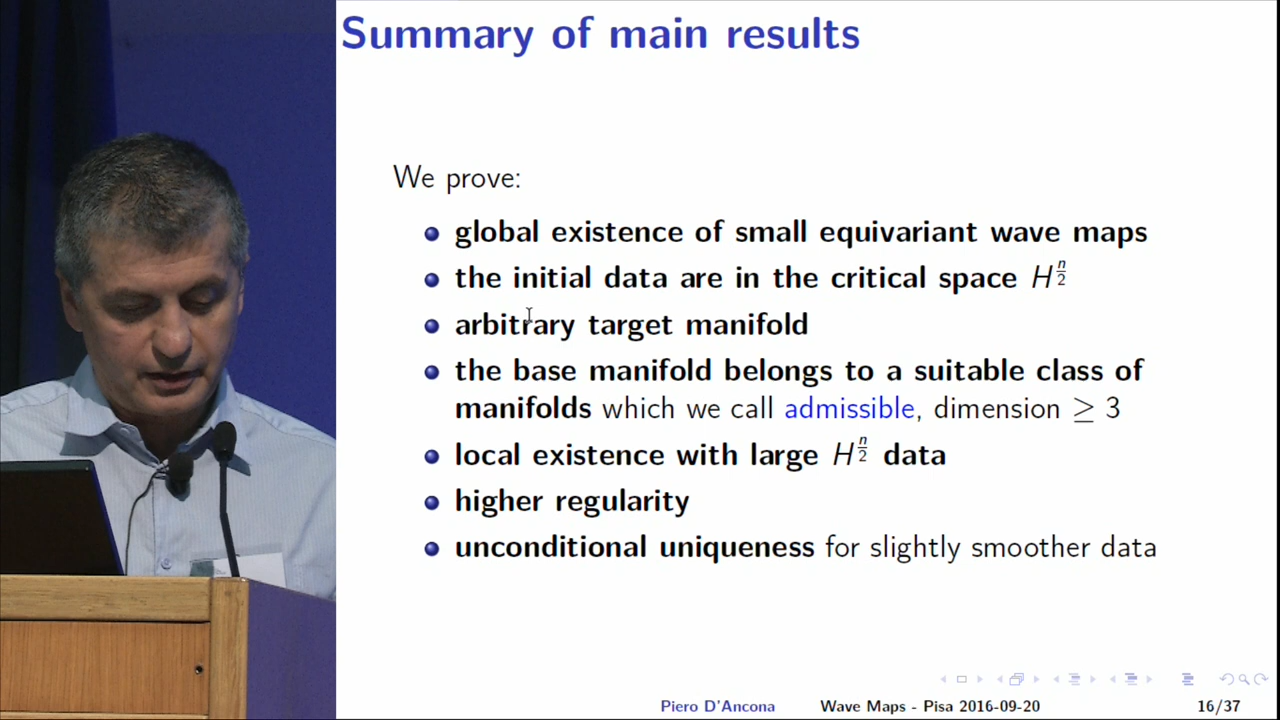 Summary of main results
We prove:
global existence of small equivariant wave maps
the initial data are in the critical space H^{n/2}
arbitrary target manifold
the base manifold belongs to a suitable class of
manifolds which we call admissible, dimension ≥ 3
local existence with large H^{n/2} data
higher regularity
unconditional uniqueness for slightly smoother data
Piero D'Ancona Wave Maps - Pisa 2016-09-20 16/37